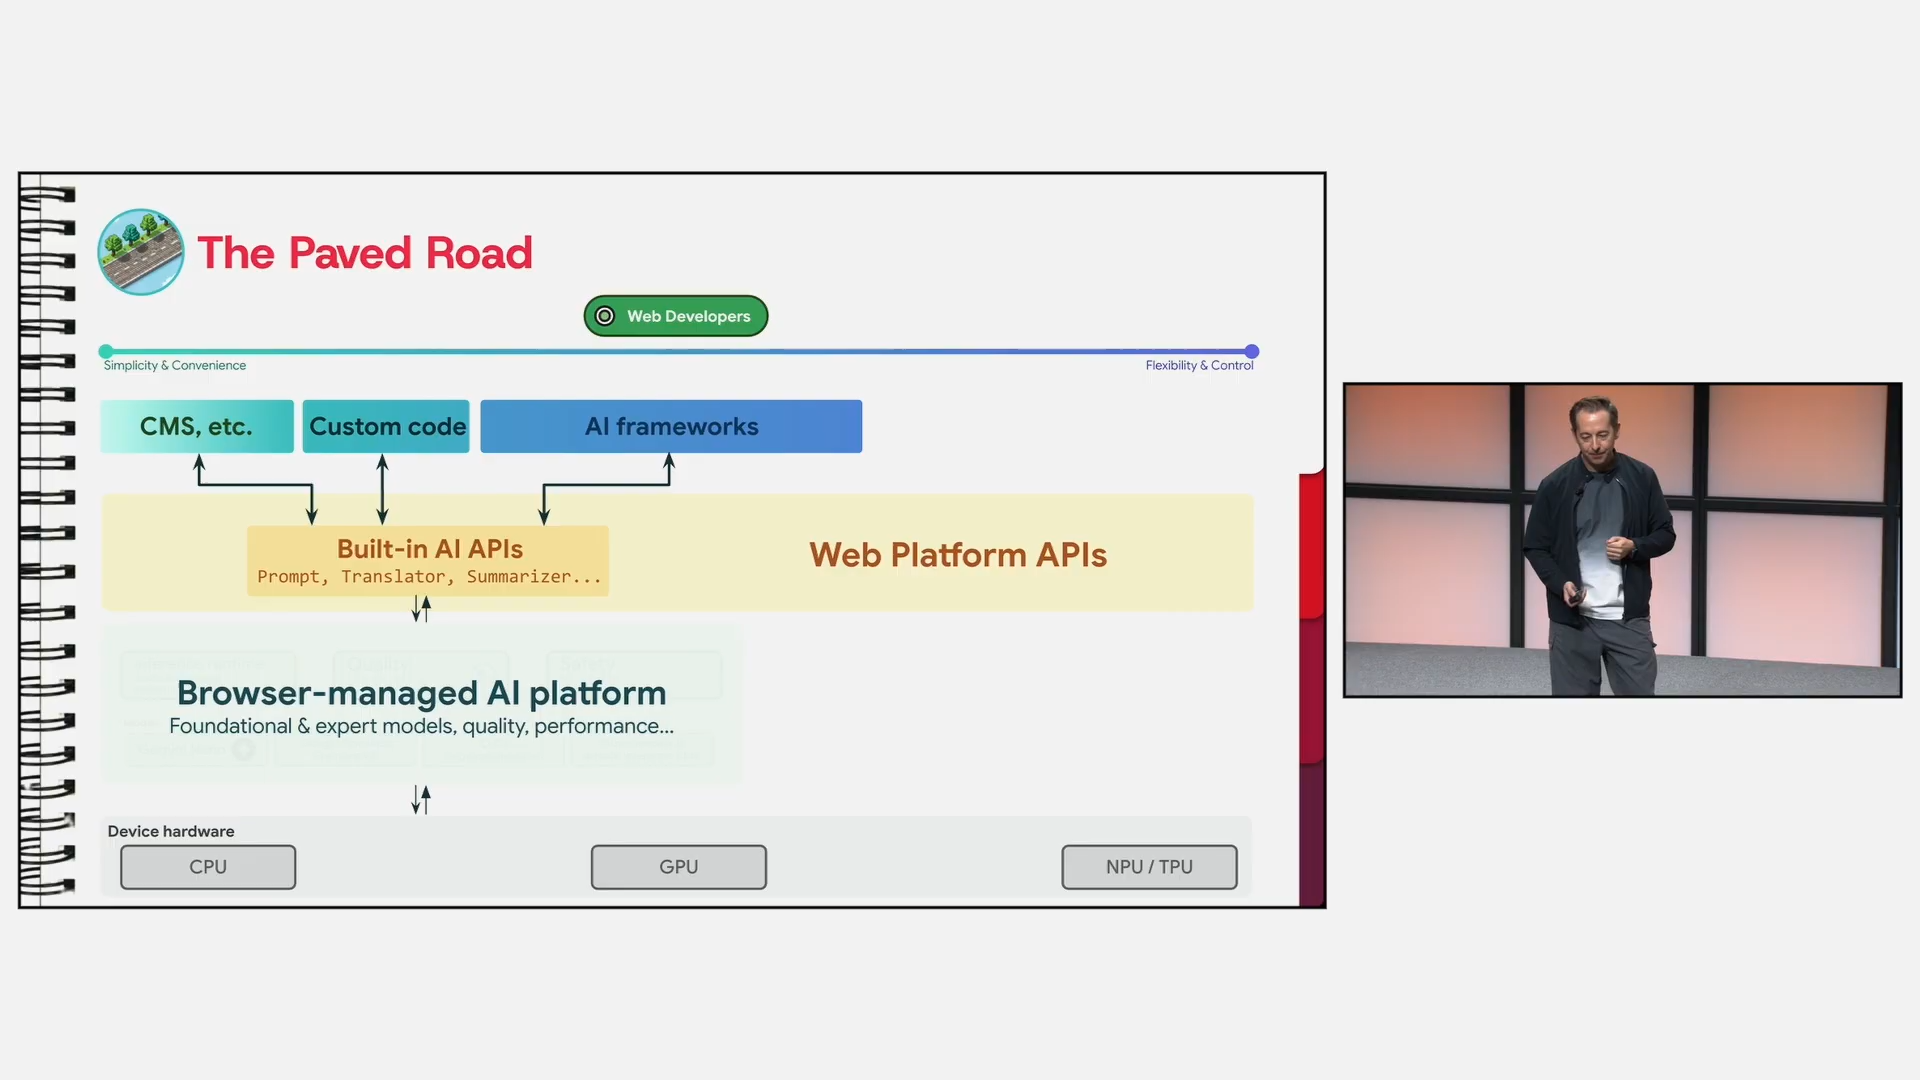 The Paved Road
Web Developers
Simplicity & Convenience
Flexibility & Control
CMS, etc.
Custom code
AI frameworks
Built-in AI APIs
Prompt, Translator, Summarizer...
Web Platform APIs
Browser-managed AI platform
Foundational & expert models, quality, performance...
Device hardware
CPU
GPU
NPU / TPU